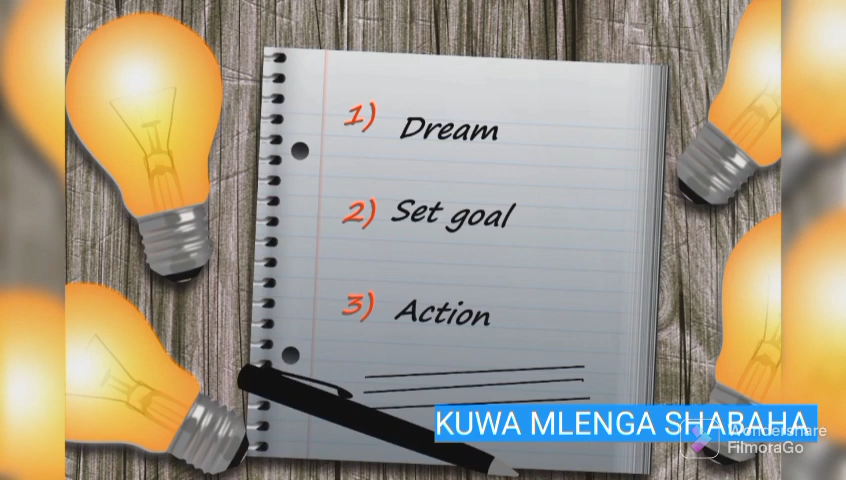 1) Dream
2) Set goal
3) Action
KUWA MLENGA SHABAHA
Wondershare
FilmoraGo